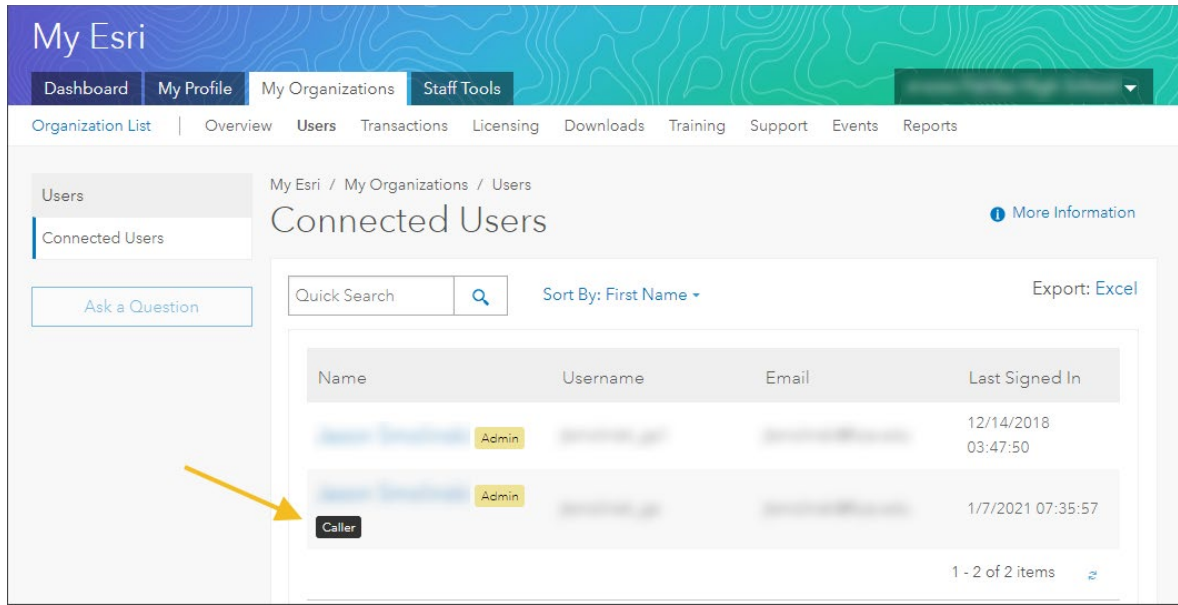 My Esri
Dashboard My Profile My Organizations Staff Tools
Organization List | Overview Users Transactions Licensing Downloads Training Support Events Reports
Users
Connected Users
Ask a Question
My Esri / My Organizations / Users
Connected Users
More Information
Quick Search Sort By: First Name Export: Excel
Name Username Email Last Signed In
Admin 12/14/2018
03:47:50
Admin
Caller
1/7/2021 07:35:57
1 - 2 of 2 items